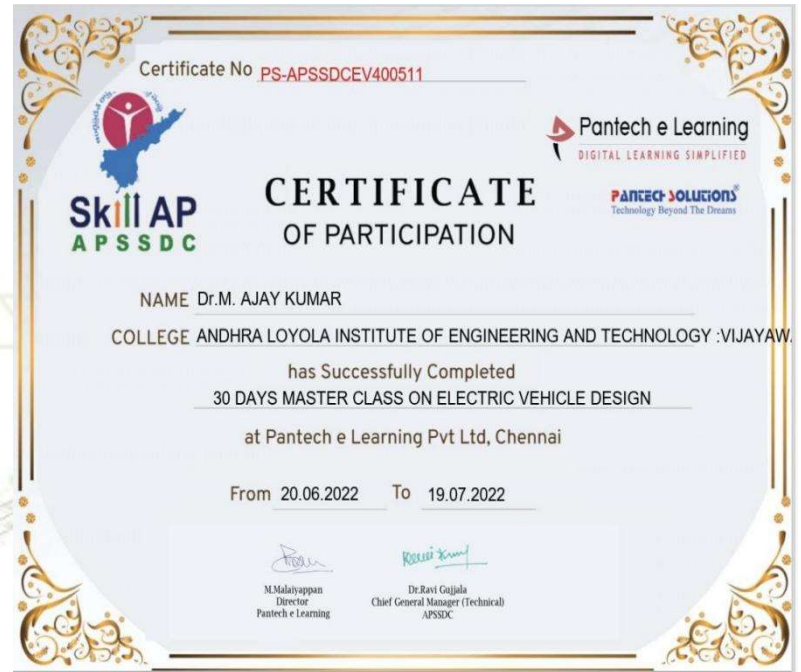 Certificate No PS-APSSDCEV400511
Skill AP
APSSDC
Pantech e Learning
DIGITAL LEARNING SIMPLIFIED
PANTECH SOLUTIONS®
Technology Beyond The Dreams
CERTIFICATE
OF PARTICIPATION
NAME Dr.M. AJAY KUMAR
COLLEGE ANDHRA LOYOLA INSTITUTE OF ENGINEERING AND TECHNOLOGY :VIJAYAW.
has Successfully Completed
30 DAYS MASTER CLASS ON ELECTRIC VEHICLE DESIGN
at Pantech e Learning Pvt Ltd, Chennai
From 20.06.2022 To 19.07.2022
M.Malaiyappan
Director
Pantech e Learning
Dr.Ravi Gujjala
Chief General Manager (Technical)
APSSDC